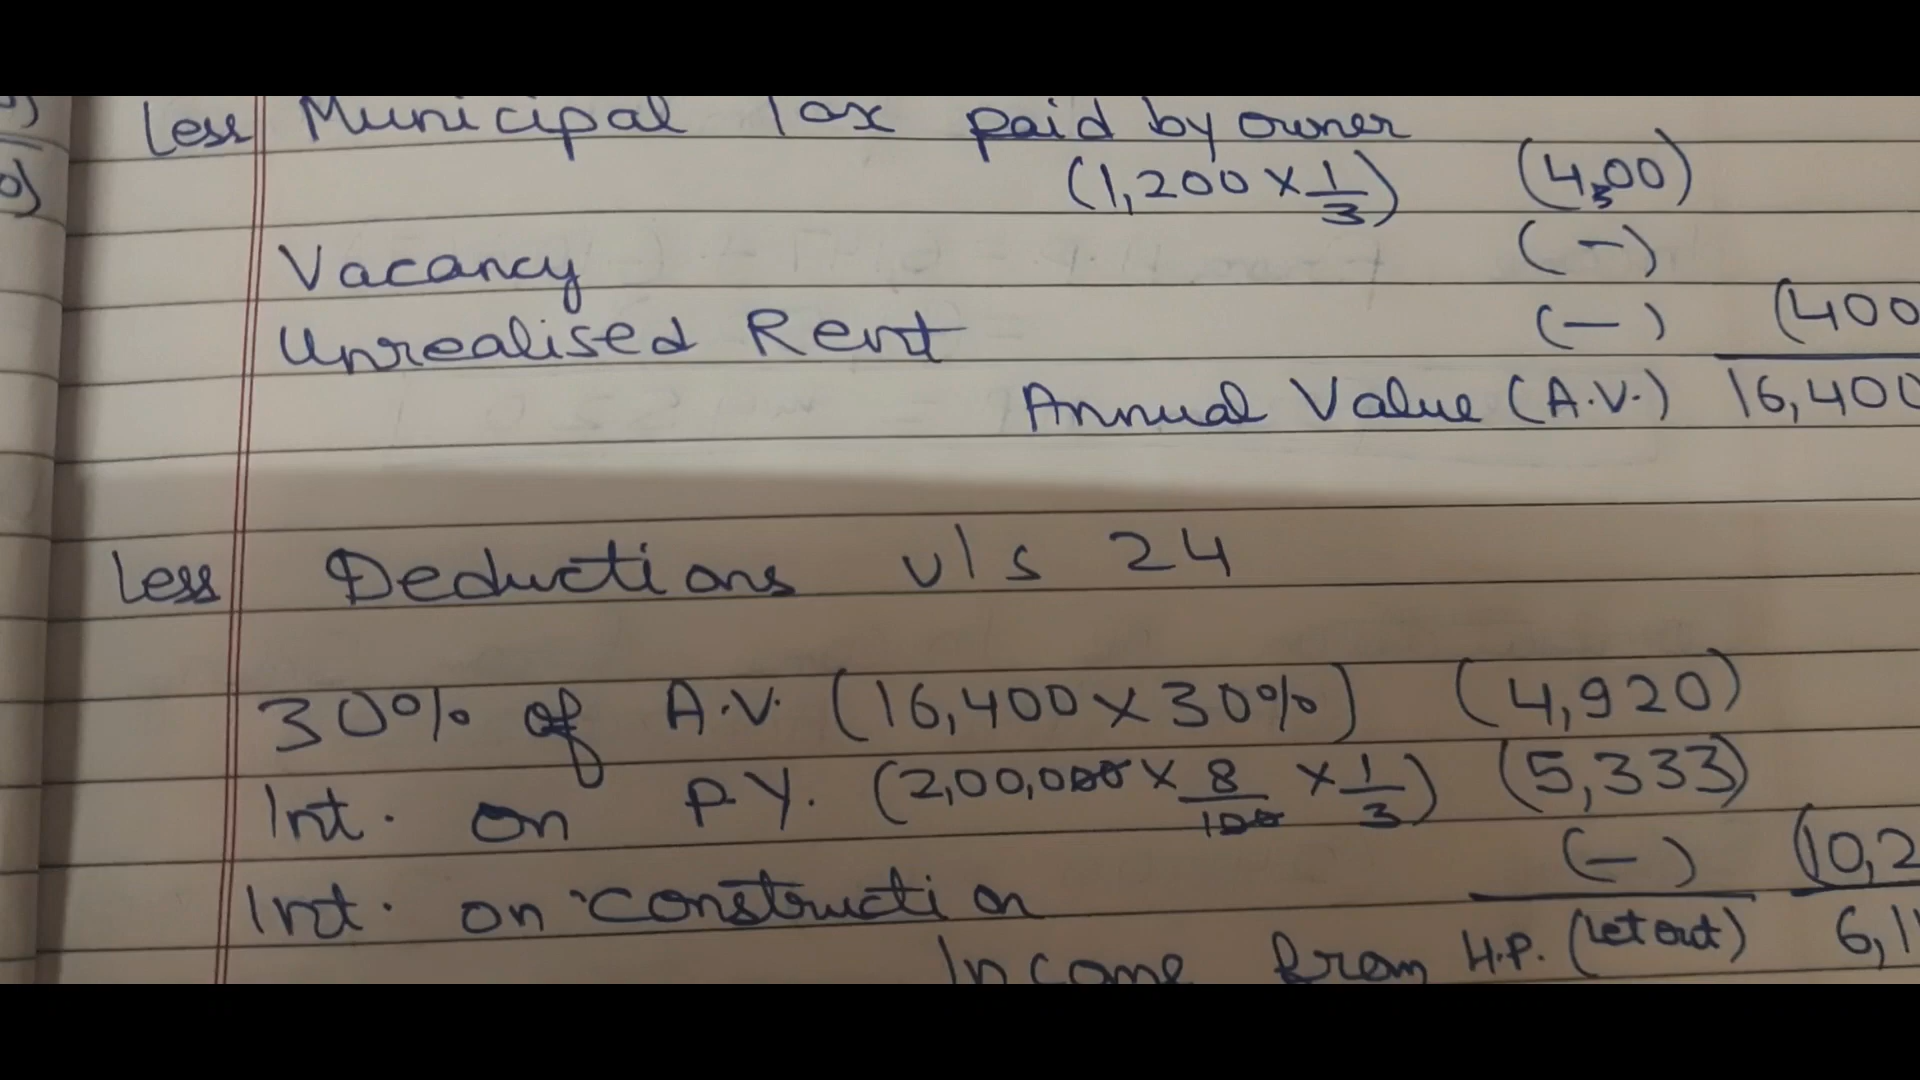 Less Municipal Tax paid by owner
(1,200 × 1/3) (400)
Vacancy (-)
Unrealised Rent (-) (400
Annual Value (A.V.) 16,400
Less Deductions u/s 24
30% of A.V. (16,400 × 30%) (4,920)
Int. on P.Y. (2,00,000 × 8/100 × 1/3) (5,333)
Int. on construction (-) (10,2
Income from H.P. (Let out) 6,1